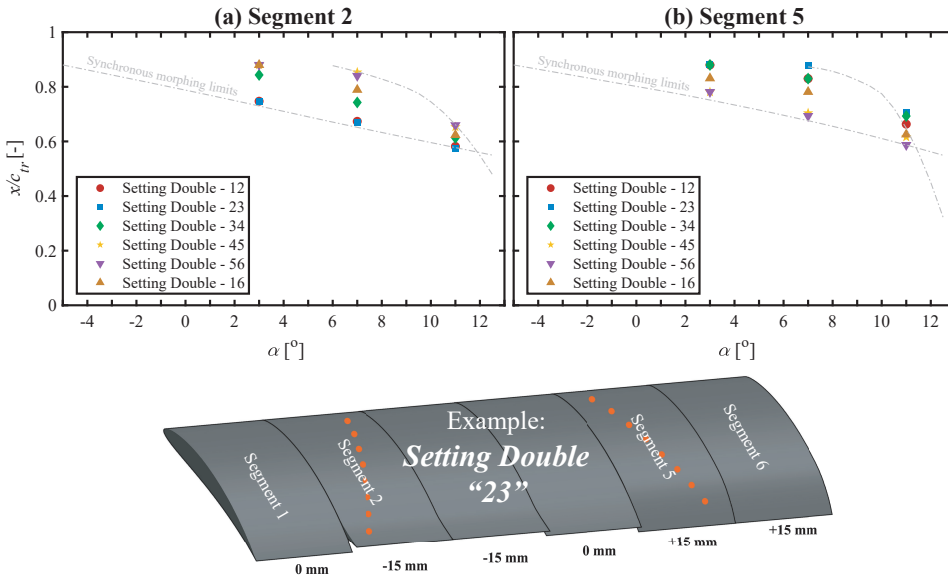 (a) Segment 2
(b) Segment 5
1
0.8
0.6
0.4
0.2
0
x/c_tr [-]
Synchronous morphing limits
Synchronous morphing limits
Setting Double - 12
Setting Double - 23
Setting Double - 34
Setting Double - 45
Setting Double - 56
Setting Double - 16
Setting Double - 12
Setting Double - 23
Setting Double - 34
Setting Double - 45
Setting Double - 56
Setting Double - 16
-4 -2 0 2 4 6 8 10 12
-4 -2 0 2 4 6 8 10 12
α [°]
α [°]
Example:
Setting Double
“23”
Segment 1
Segment 2
Segment 5
Segment 6
0 mm
-15 mm
-15 mm
0 mm
+15 mm
+15 mm